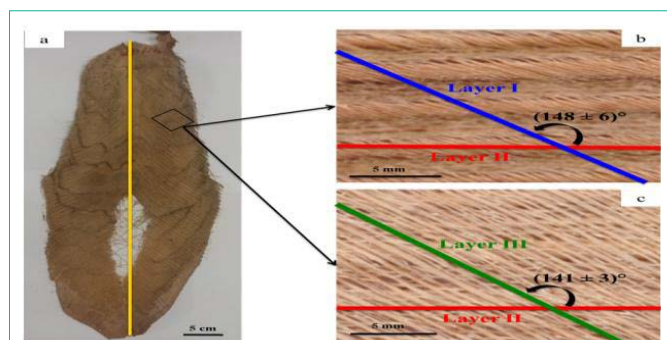 a
5 cm
b
Layer I
(148 ± 6)°
Layer II
5 mm
c
Layer III
(141 ± 3)°
Layer II
5 mm